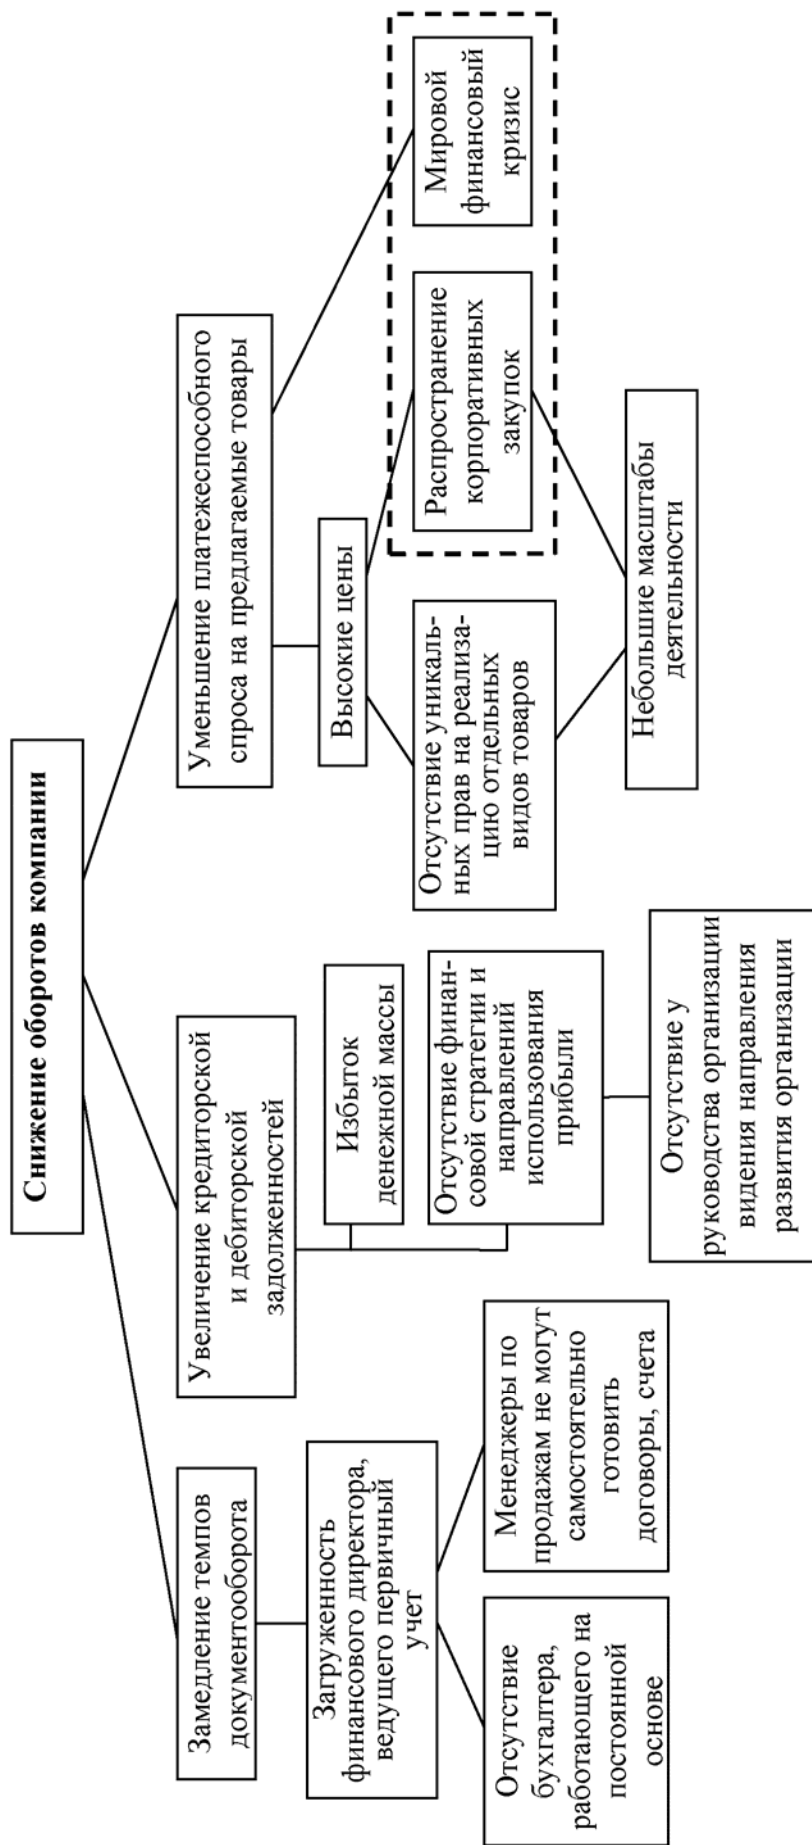 Снижение оборотов компании
Замедление темпов
документооборота
Увеличение кредиторской
и дебиторской
задолженностей
Уменьшение платежеспособного
спроса на предлагаемые товары
Загруженность
финансового директора,
ведущего первичный
учет
Избыток
денежной массы
Высокие цены
Отсутствие
бухгалтера,
работающего на
постоянной
основе
Менеджеры по
продажам не могут
самостоятельно
готовить
договоры, счета
Отсутствие финан-
совой стратегии и
направлений
использования
прибыли
Отсутствие уникаль-
ных прав на реализа-
цию отдельных
видов товаров
Распространение
корпоративных
закупок
Мировой
финансовый
кризис
Отсутствие у
руководства организации
видения направления
развития организации
Небольшие масштабы
деятельности